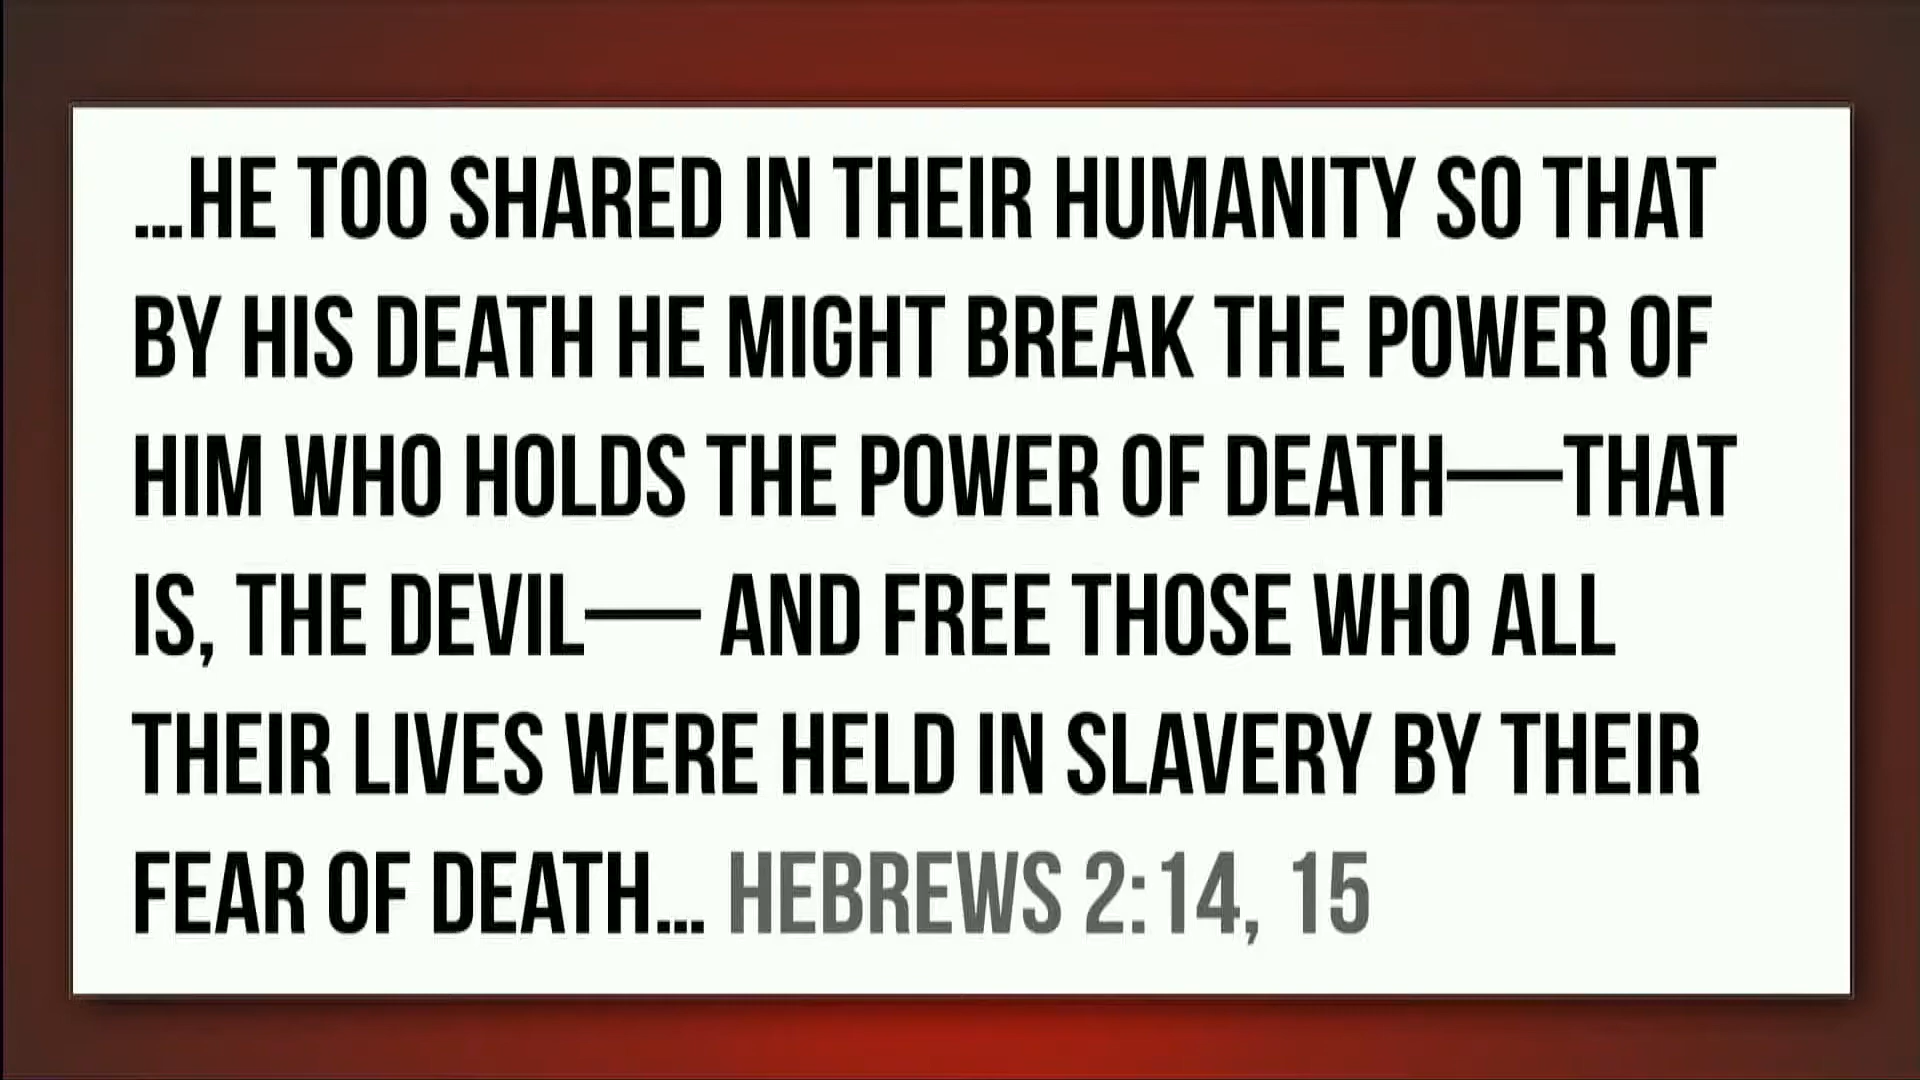 ...HE TOO SHARED IN THEIR HUMANITY SO THAT
BY HIS DEATH HE MIGHT BREAK THE POWER OF
HIM WHO HOLDS THE POWER OF DEATH—THAT
IS, THE DEVIL— AND FREE THOSE WHO ALL
THEIR LIVES WERE HELD IN SLAVERY BY THEIR
FEAR OF DEATH... HEBREWS 2:14, 15